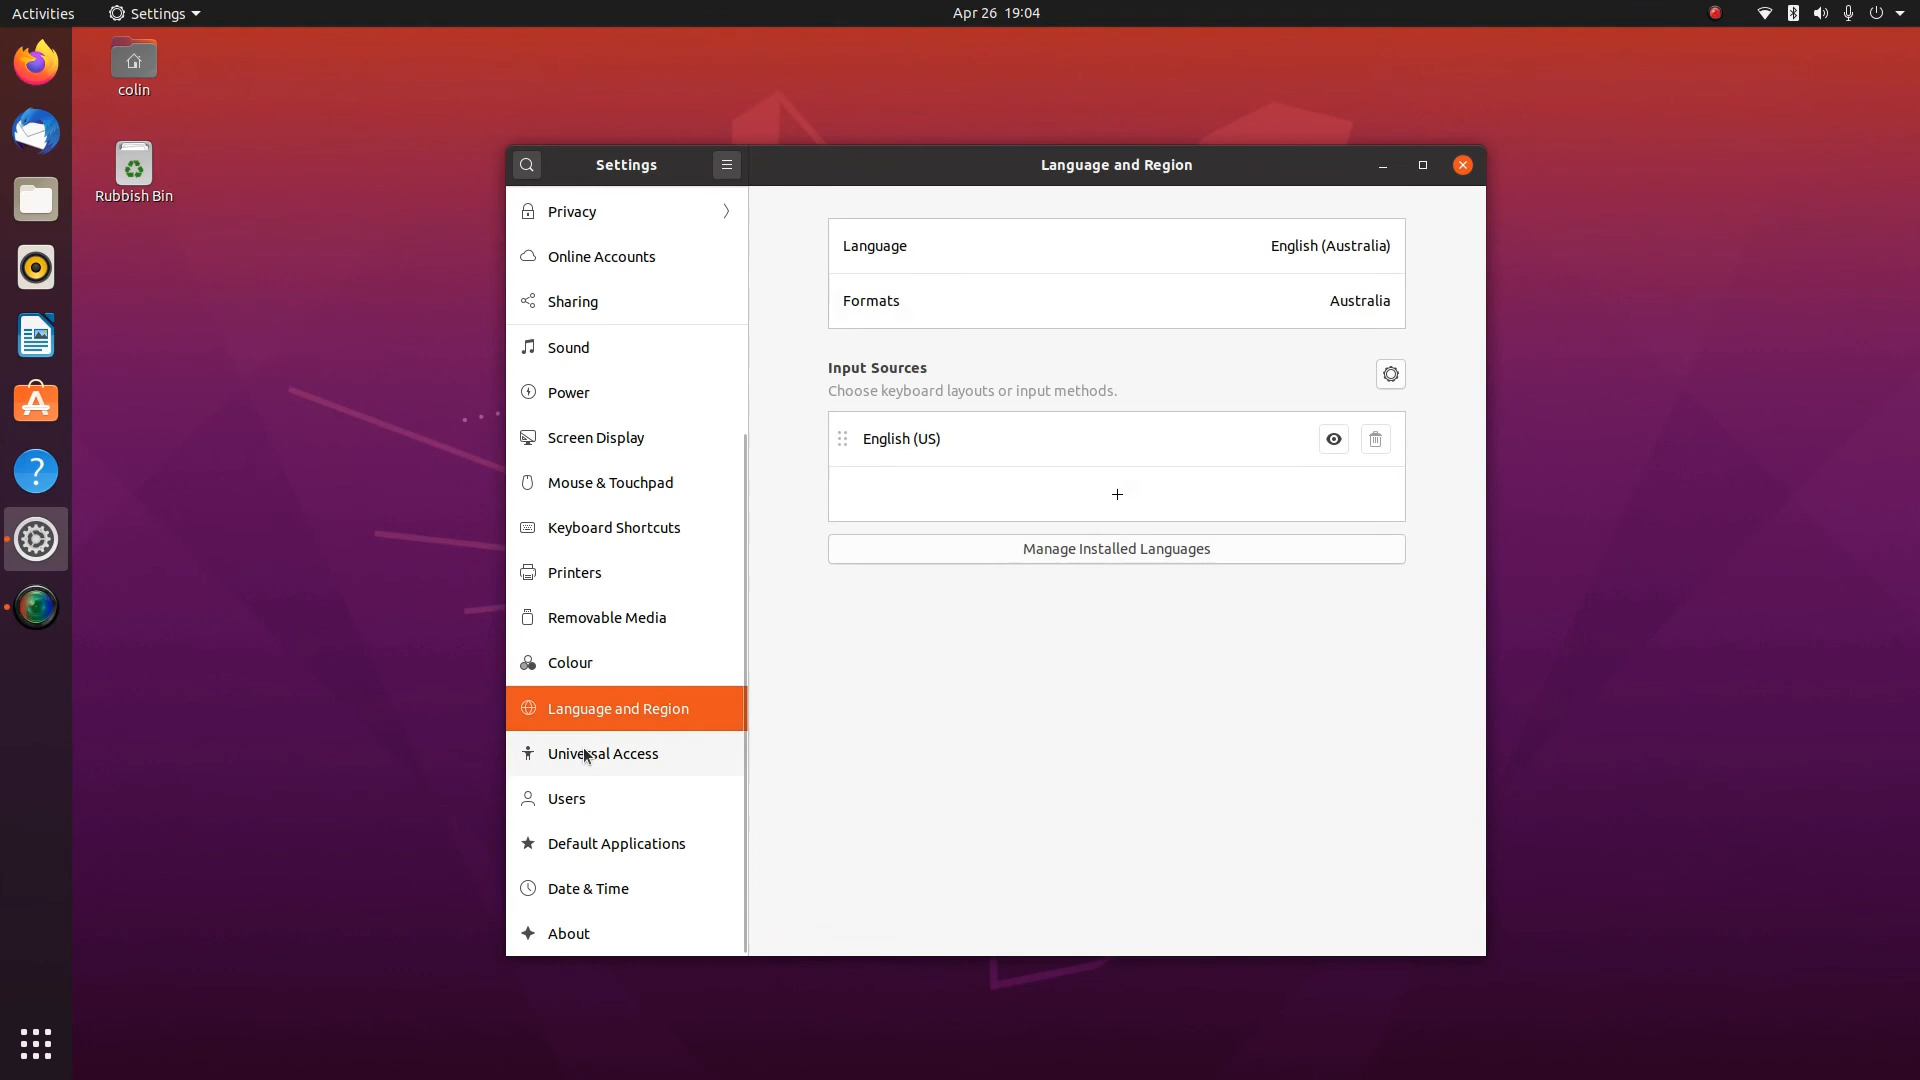 Activities
Settings
Apr 26 19:04
colin
Rubbish Bin
Settings
Language and Region
Privacy
Online Accounts
Sharing
Sound
Power
Screen Display
Mouse & Touchpad
Keyboard Shortcuts
Printers
Removable Media
Colour
Language and Region
Universal Access
Users
Default Applications
Date & Time
About
Language English (Australia)
Formats Australia
Input Sources
Choose keyboard layouts or input methods.
English (US)
Manage Installed Languages